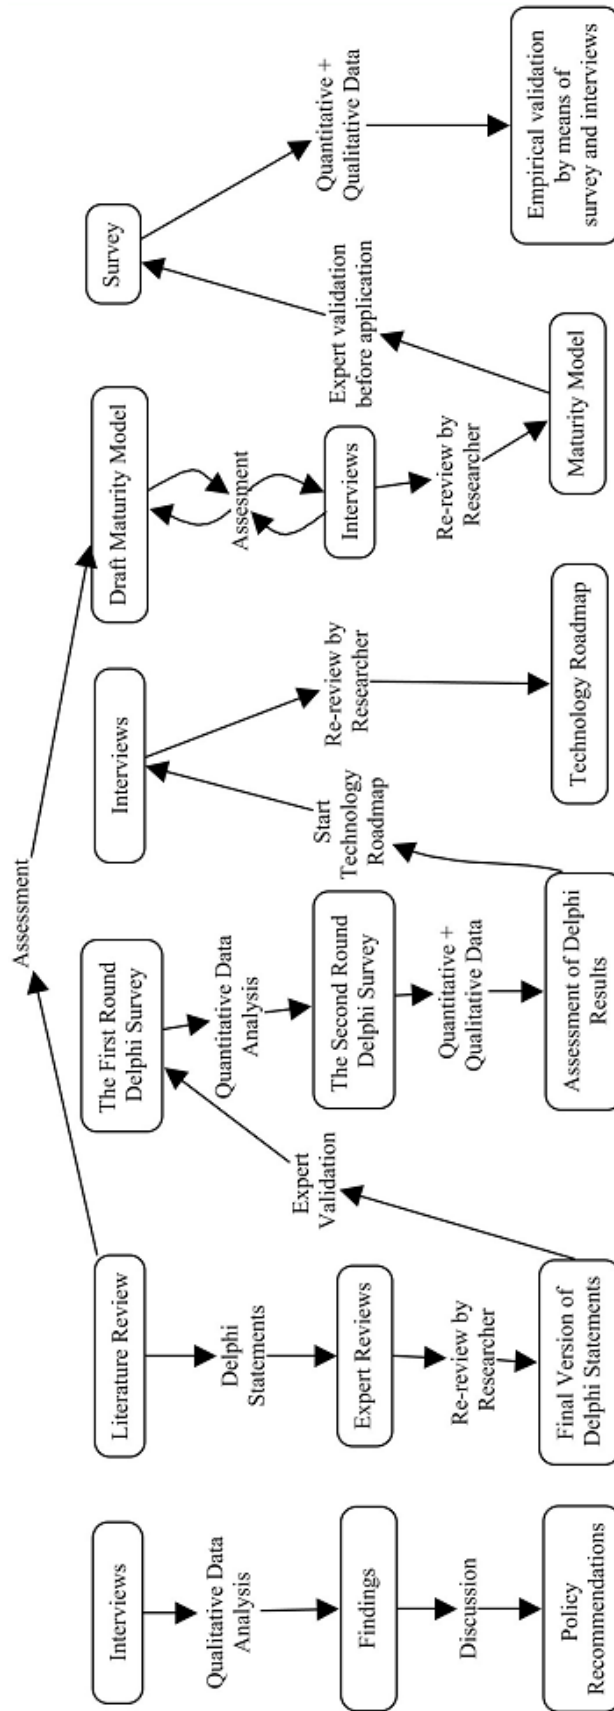 Interviews
Qualitative Data
Analysis
Findings
Discussion
Policy
Recommendations
Literature Review
Delphi
Statements
Expert Reviews
Re-review by
Researcher
Final Version of
Delphi Statements
Expert
Validation
The First Round
Delphi Survey
Quantitative Data
Analysis
The Second Round
Delphi Survey
Quantitative +
Qualitative Data
Assessment of Delphi
Results
Assessment
Start
Technology
Roadmap
Interviews
Re-review by
Researcher
Technology Roadmap
Draft Maturity Model
Assesment
Interviews
Re-review by
Researcher
Maturity Model
Expert validation
before application
Survey
Quantitative +
Qualitative Data
Empirical validation
by means of
survey and interviews